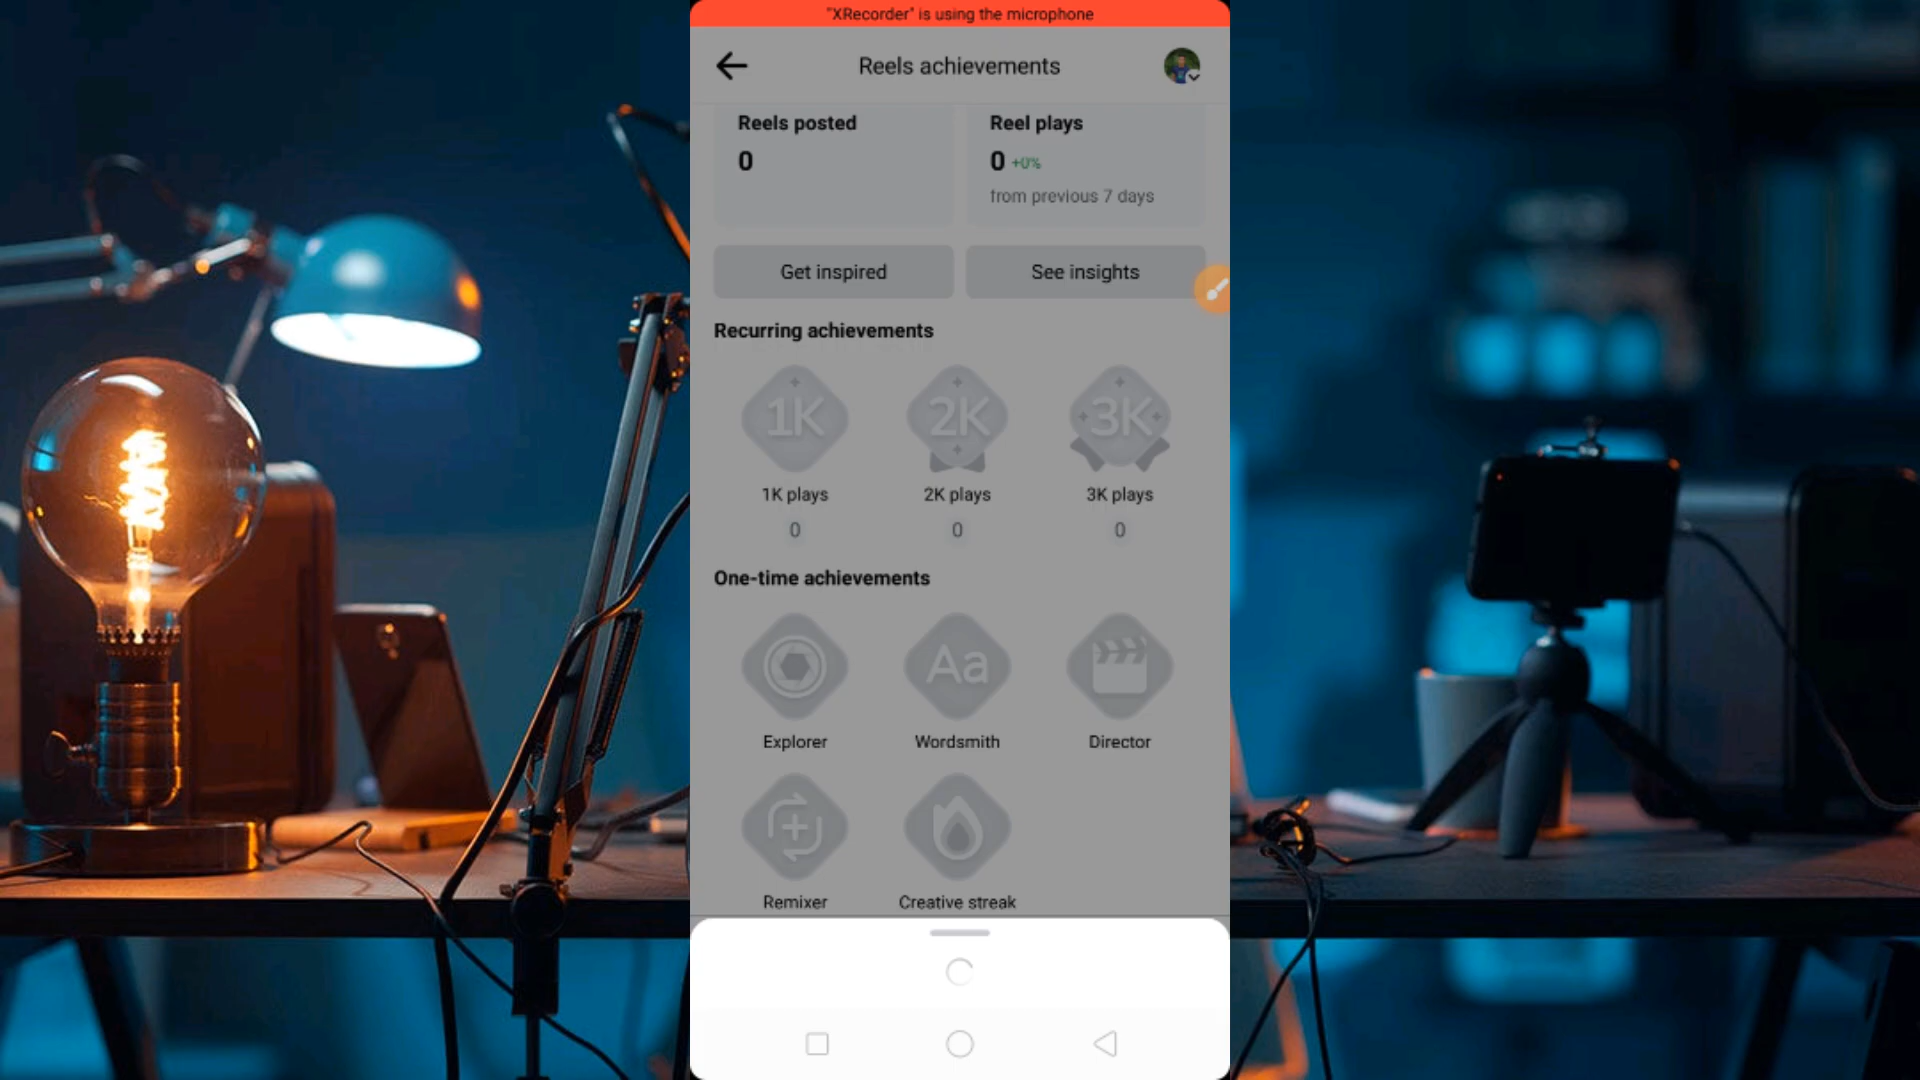 "XRecorder" is using the microphone
Reels achievements
Reels posted
Reel plays
0
0 +0%
from previous 7 days
Get inspired
See insights
Recurring achievements
1K
2K
3K
1K plays
2K plays
3K plays
0
0
0
One-time achievements
Aa
Explorer
Wordsmith
Director
Remixer
Creative streak